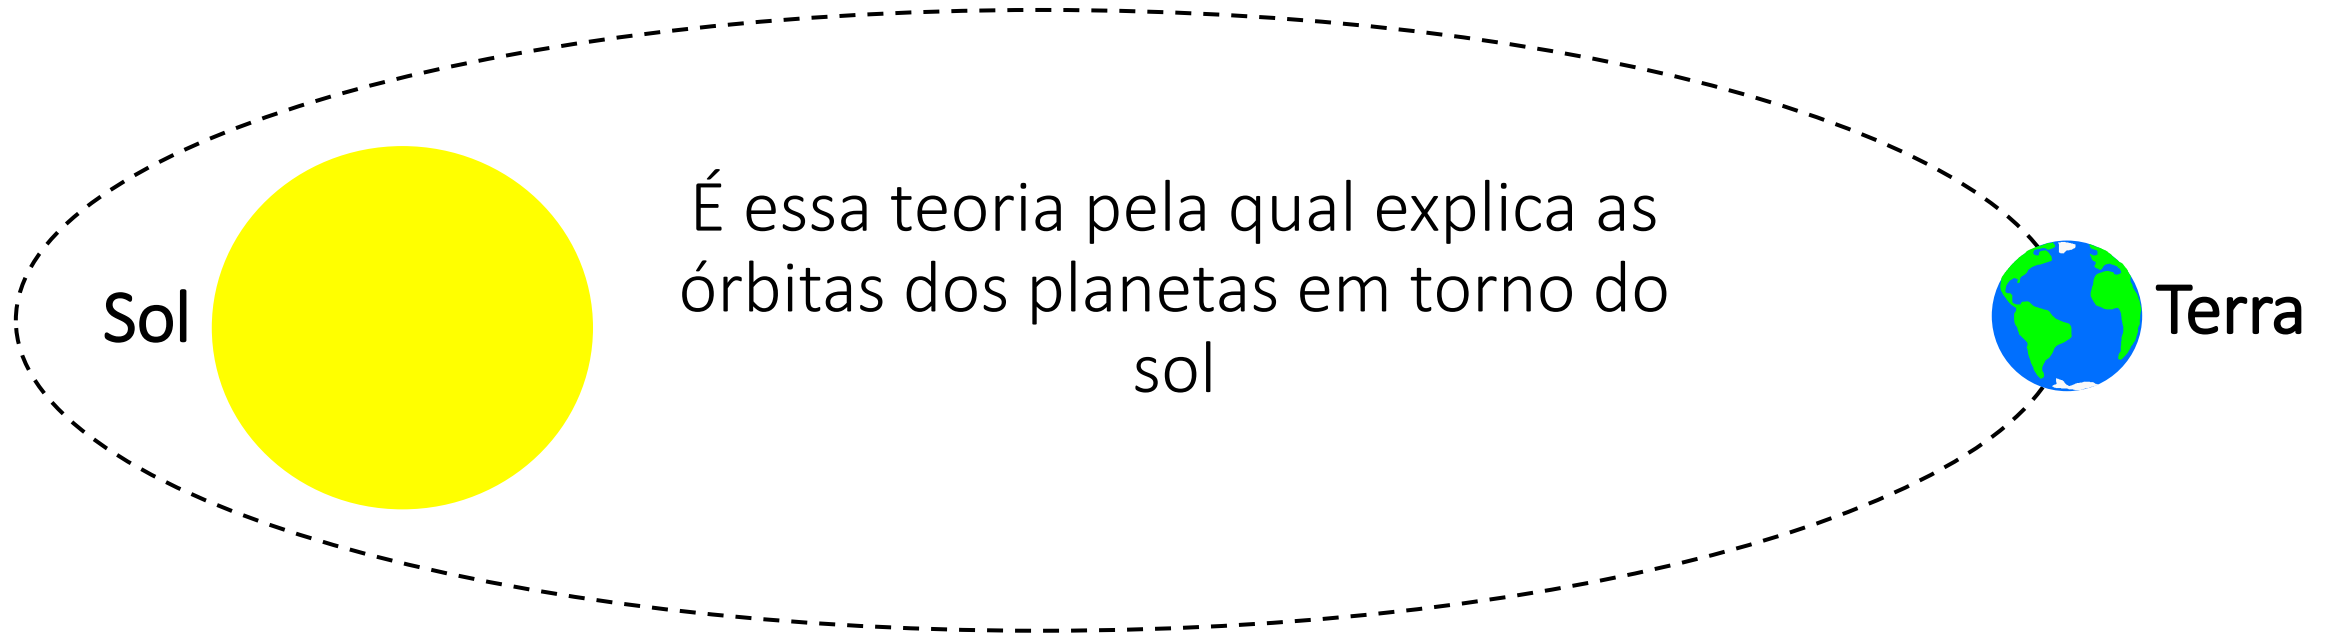 É essa teoria pela qual explica as
órbitas dos planetas em torno do
sol
Sol
Terra